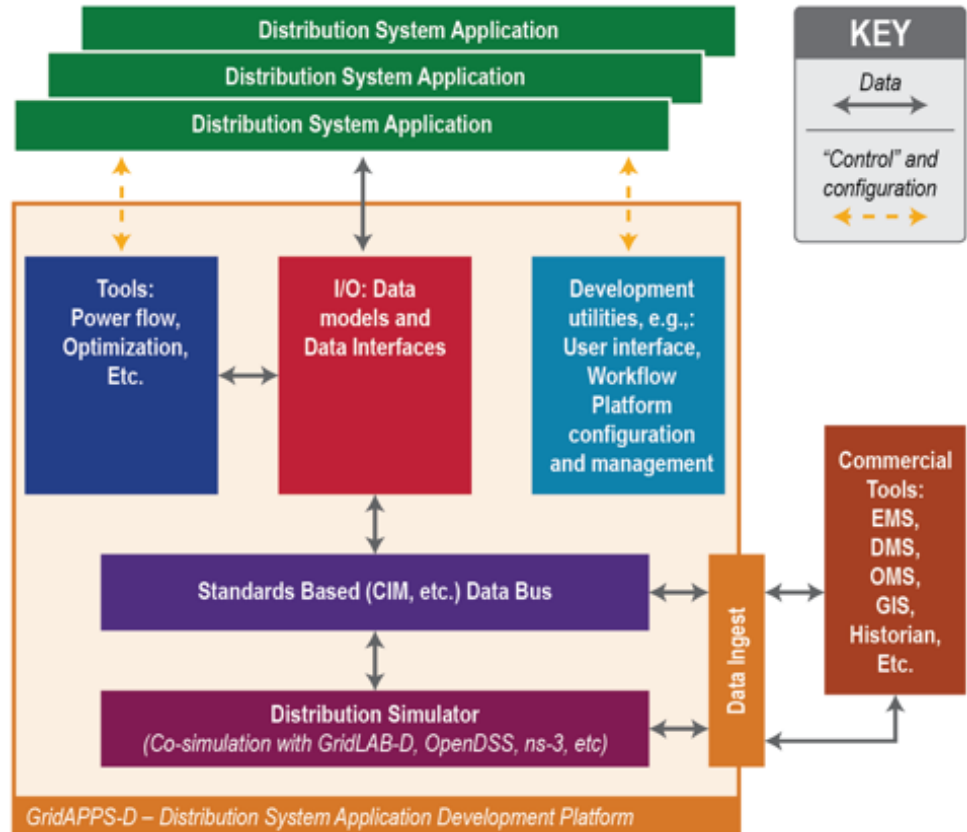 Distribution System Application
Distribution System Application
Distribution System Application
KEY
Data
“Control” and
configuration
Tools:
Power flow,
Optimization,
Etc.
I/O: Data
models and
Data Interfaces
Development
utilities, e.g.,:
User interface,
Workflow
Platform
configuration
and management
Commercial
Tools:
EMS,
DMS,
OMS,
GIS,
Historian,
Etc.
Standards Based (CIM, etc.) Data Bus
Data Ingest
Distribution Simulator
(Co-simulation with GridLAB-D, OpenDSS, ns-3, etc)
GridAPPS-D – Distribution System Application Development Platform